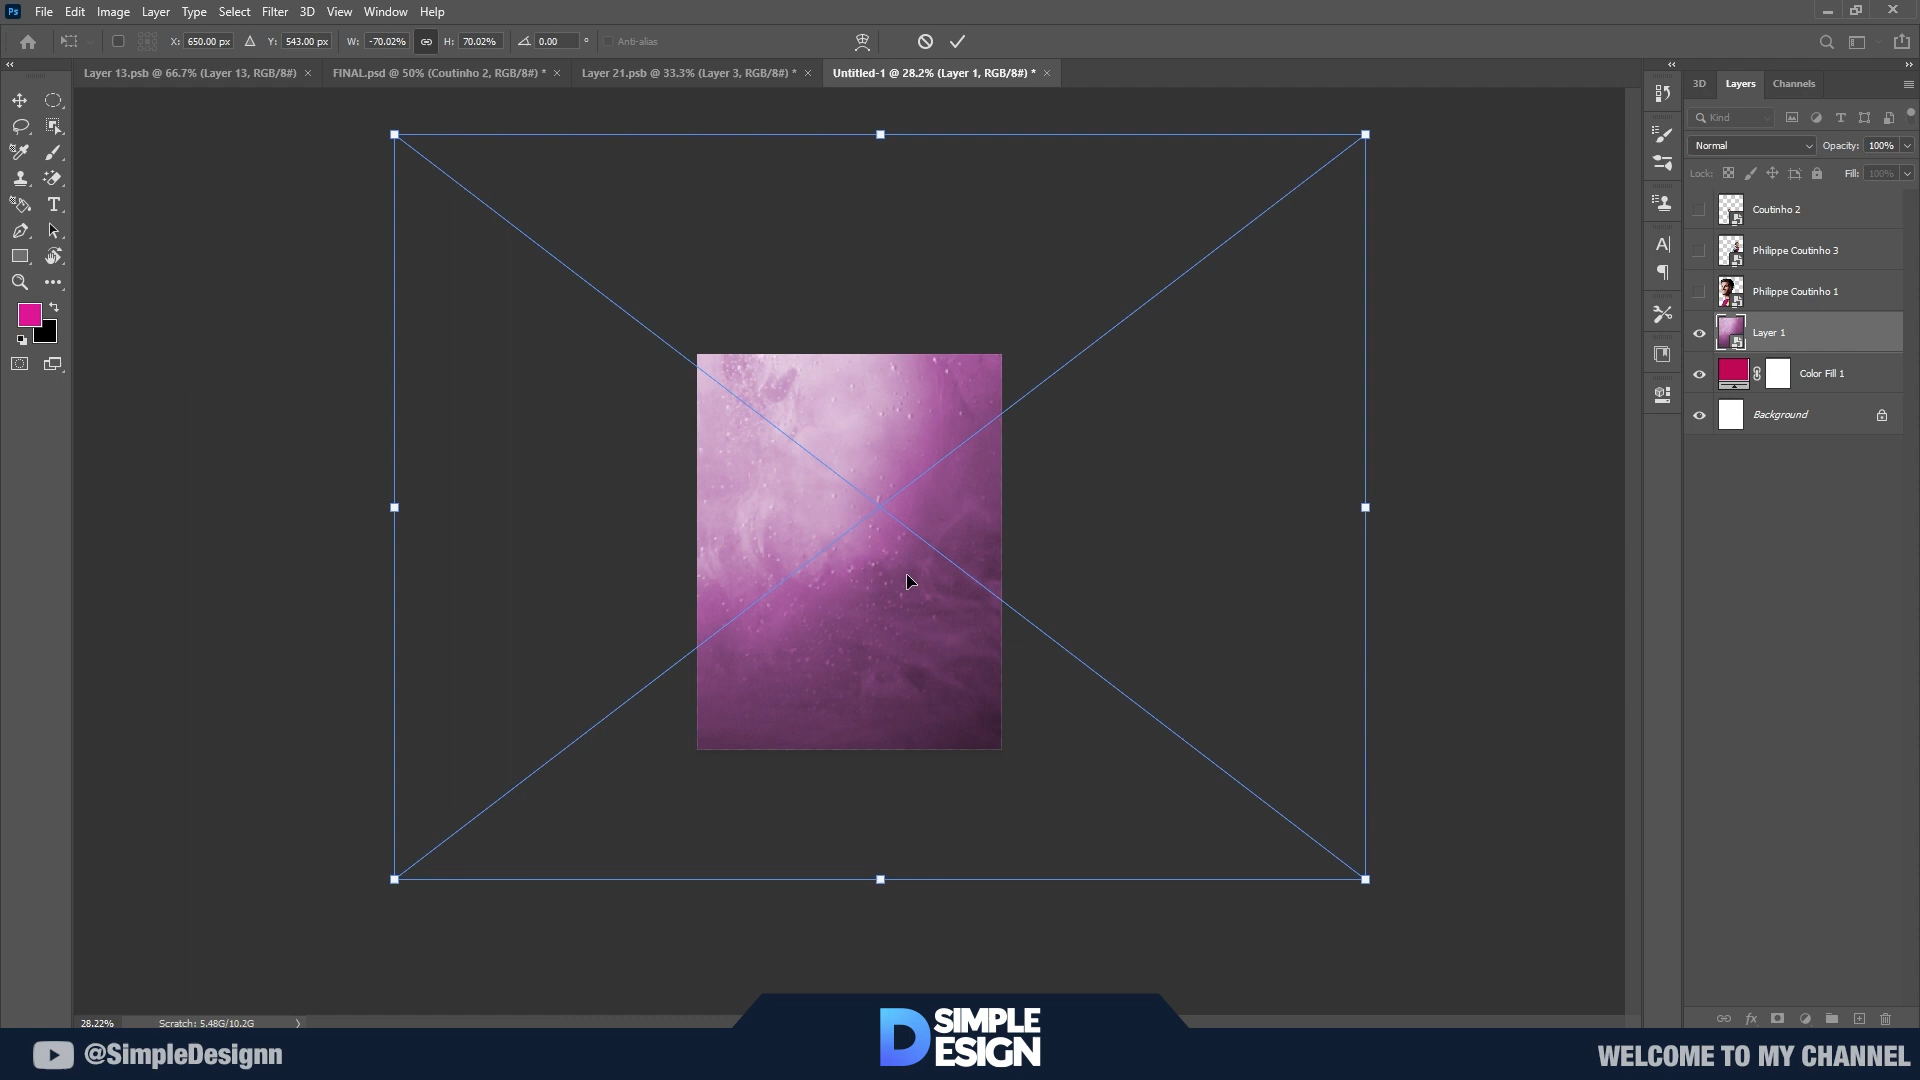 Ps File Edit Image Layer Type Select Filter 3D View Window Help
X: 650.00 px Y: 543.00 px W: -70.02% H: 70.02% 0.00 ° Anti-alias
Layer 13.psb @ 66.7% (Layer 13, RGB/8#) × FINAL.psd @ 50% (Coutinho 2, RGB/8#) * × Layer 21.psb @ 33.3% (Layer 3, RGB/8#) * × Untitled-1 @ 28.2% (Layer 1, RGB/8#) * ×
3D Layers Channels
Kind
Normal Opacity: 100%
Lock: Fill: 100%
Coutinho 2
Philippe Coutinho 3
Philippe Coutinho 1
Layer 1
Color Fill 1
Background
28.22% Scratch: 5.48G/10.2G
@SimpleDesignn
SIMPLE
DESIGN
WELCOME TO MY CHANNEL